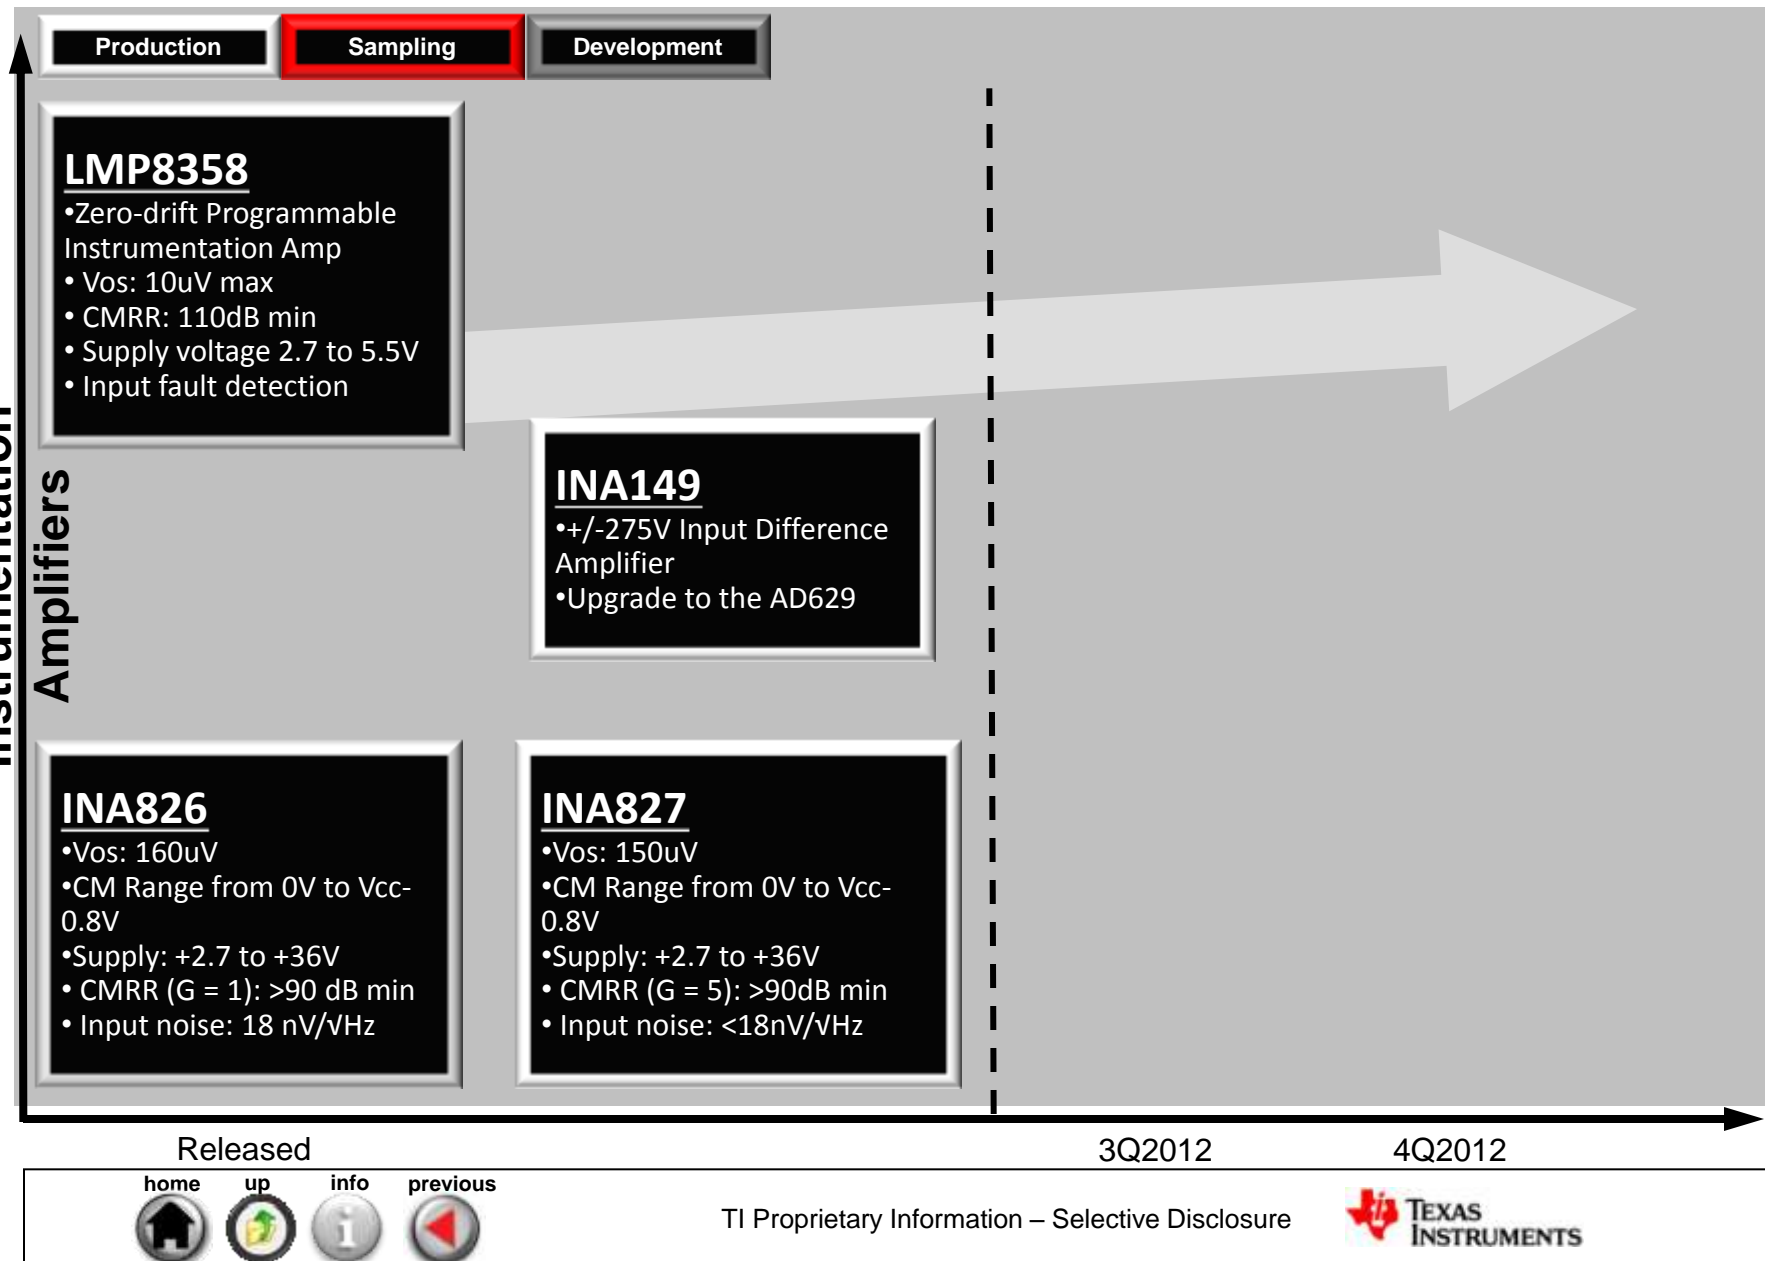 Production
Sampling
Development
LMP8358
•Zero-drift Programmable
Instrumentation Amp
• Vos: 10uV max
• CMRR: 110dB min
• Supply voltage 2.7 to 5.5V
• Input fault detection
Instrumentation
Amplifiers
INA149
•+/-275V Input Difference
Amplifier
•Upgrade to the AD629
INA826
•Vos: 160uV
•CM Range from 0V to Vcc-
0.8V
•Supply: +2.7 to +36V
• CMRR (G = 1): >90 dB min
• Input noise: 18 nV/√Hz
INA827
•Vos: 150uV
•CM Range from 0V to Vcc-
0.8V
•Supply: +2.7 to +36V
• CMRR (G = 5): >90dB min
• Input noise: <18nV/√Hz
Released
3Q2012
4Q2012
home
up
info
previous
TI Proprietary Information – Selective Disclosure
TEXAS
INSTRUMENTS